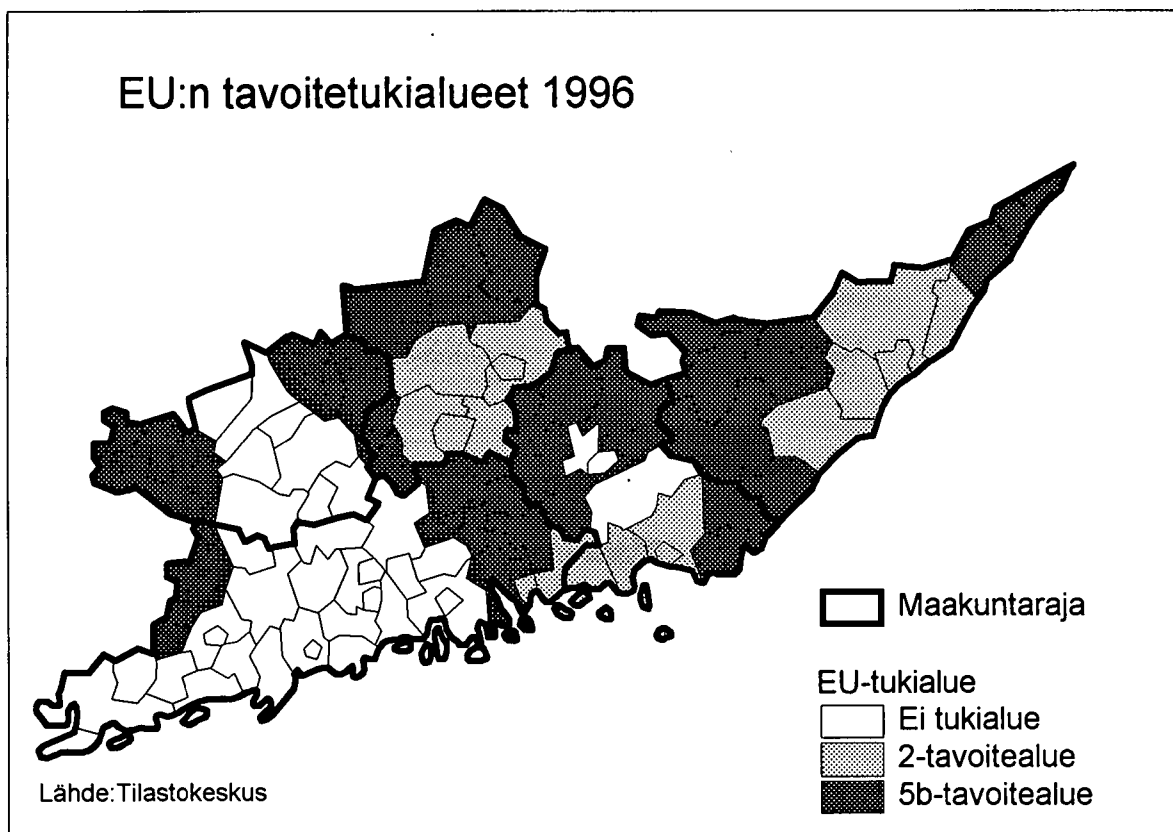 EU:n tavoitetukialueet 1996
Maakuntaraja
EU-tukialue
Ei tukialue
2-tavoitealue
5b-tavoitealue
Lähde:Tilastokeskus